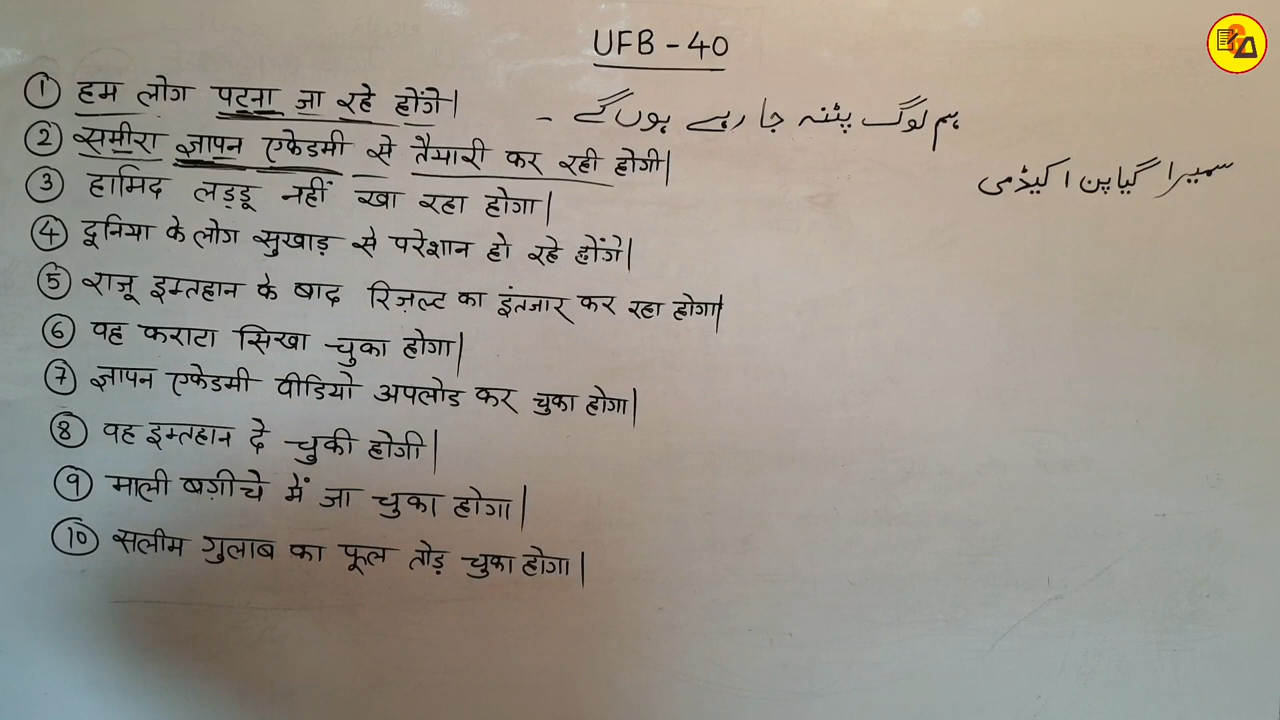 UFB - 40
① हम लोग पटना जा रहे होंगे|
ہم لوگ پٹنہ جا رہے ہوں گے -
② समीरा ज्ञापन एकेडमी से तैयारी कर रही होगी|
سمیرا گیاپن اکیڈمی
③ हामिद लड्डू नहीं खा रहा होगा|
④ दूनिया के लोग सुखाड़ से परेशान हो रहे होंगे|
⑤ राजू इम्तहान के बाद रिज़ल्ट का इंतजार कर रहा होगा|
⑥ वह कराटा सिखा चुका होगा|
⑦ ज्ञापन एकेडमी वीडियो अपलोड कर चुका होगा|
⑧ वह इम्तहान दे चुकी होगी|
⑨ माली बग़ीचे में जा चुका होगा|
⑩ सलीम गुलाब का फूल तोड़ चुका होगा|